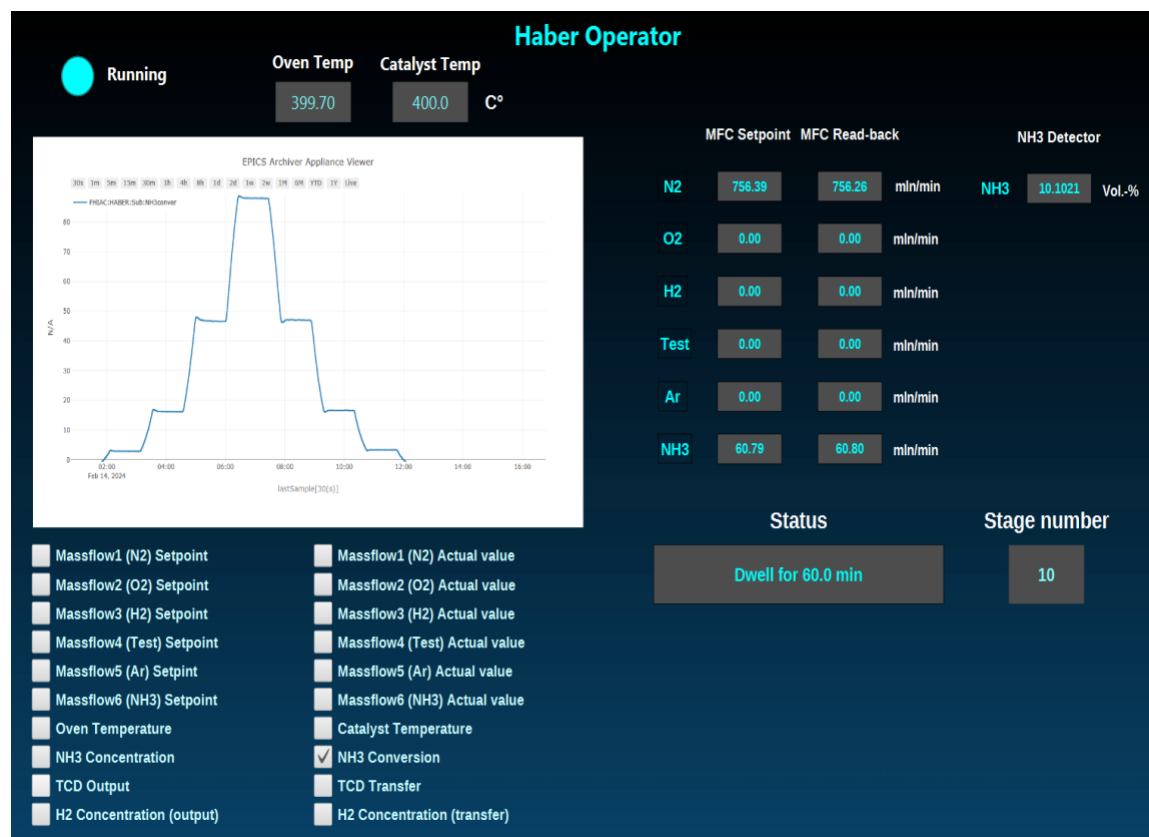 Haber Operator
Running
Oven Temp Catalyst Temp
399.70 400.0 C°
MFC Setpoint MFC Read-back NH3 Detector
N2 756.39 756.26 mln/min NH3 10.1021 Vol.-%
O2 0.00 0.00 mln/min
H2 0.00 0.00 mln/min
Test 0.00 0.00 mln/min
Ar 0.00 0.00 mln/min
NH3 60.79 60.80 mln/min
EPICS Archiver Appliance Viewer
30s 1m 5m 15m 30m 1h 4h 8h 1d 2d 1w 2w 1M 6M YTD 1Y Live
FHIAC:HABER::Sub:NH3conver
80
70
60
50
40
30
20
10
0
N/A
02:00 04:00 06:00 08:00 10:00 12:00 14:00 16:00
Feb 14, 2024
lastSample[30(s)]
Status Stage number
Dwell for 60.0 min 10
Massflow1 (N2) Setpoint Massflow1 (N2) Actual value
Massflow2 (O2) Setpoint Massflow2 (O2) Actual value
Massflow3 (H2) Setpoint Massflow3 (H2) Actual value
Massflow4 (Test) Setpoint Massflow4 (Test) Actual value
Massflow5 (Ar) Setpint Massflow5 (Ar) Actual value
Massflow6 (NH3) Setpoint Massflow6 (NH3) Actual value
Oven Temperature Catalyst Temperature
NH3 Concentration NH3 Conversion
TCD Output TCD Transfer
H2 Concentration (output) H2 Concentration (transfer)